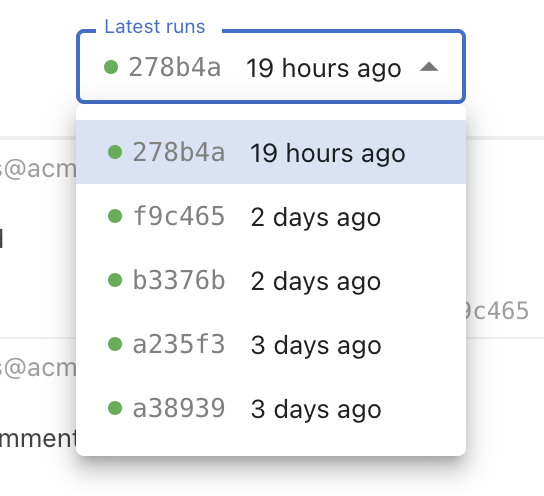 Latest runs
278b4a 19 hours ago
278b4a 19 hours ago
s@acm
f9c465 2 days ago
b3376b 2 days ago
9c465
a235f3 3 days ago
s@acm
a38939 3 days ago
mment